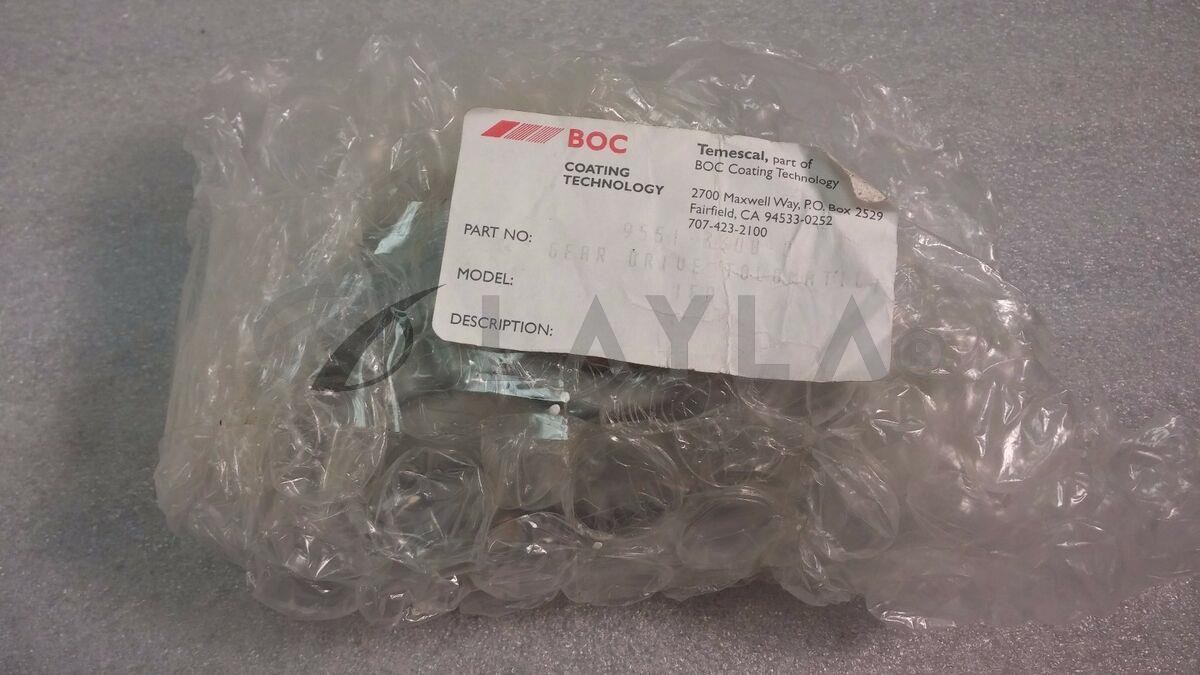 BOC
COATING
TECHNOLOGY
Temescal, part of
BOC Coating Technology
2700 Maxwell Way, P.O. Box 2529
Fairfield, CA 94533-0252
707-423-2100
PART NO:
GEAR DRIVE
MODEL:
DESCRIPTION:
LAYLA